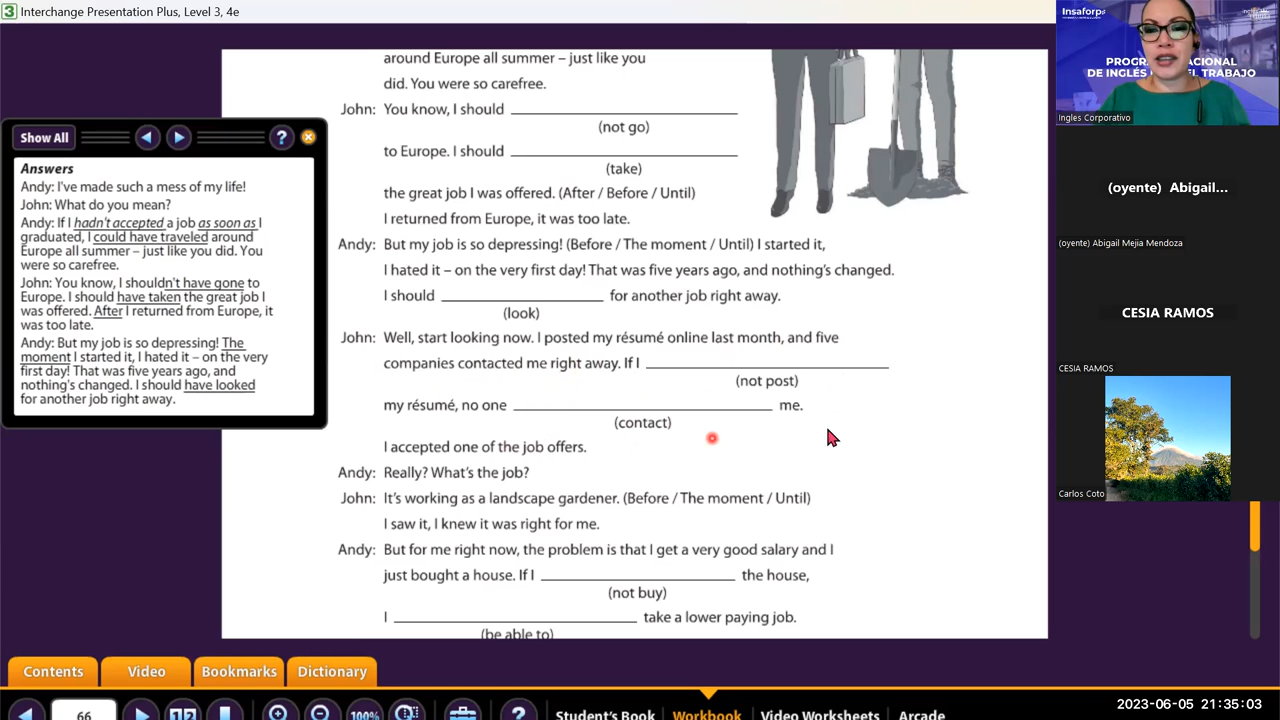 Interchange Presentation Plus, Level 3, 4e
around Europe all summer – just like you
did. You were so carefree.
John: You know, I should
(not go)
to Europe. I should
(take)
the great job I was offered. (After / Before / Until)
I returned from Europe, it was too late.
Andy: But my job is so depressing! (Before / The moment / Until) I started it,
I hated it – on the very first day! That was five years ago, and nothing's changed.
I should for another job right away.
(look)
John: Well, start looking now. I posted my résumé online last month, and five
companies contacted me right away. If I
(not post)
my résumé, no one me.
(contact)
I accepted one of the job offers.
Andy: Really? What's the job?
John: It's working as a landscape gardener. (Before / The moment / Until)
I saw it, I knew it was right for me.
Andy: But for me right now, the problem is that I get a very good salary and I
just bought a house. If I the house,
(not buy)
I take a lower paying job.
(be able to)
Show All
?
Answers
Andy: I've made such a mess of my life!
John: What do you mean?
Andy: If I hadn't accepted a job as soon as I
graduated, I could have traveled around
Europe all summer – just like you did. You
were so carefree.
John: You know, I shouldn't have gone to
Europe. I should have taken the great job I
was offered. After I returned from Europe, it
was too late.
Andy: But my job is so depressing! The
moment I started it, I hated it – on the very
first day! That was five years ago, and
nothing's changed. I should have looked
for another job right away.
Insaforp
DE INGLÉS
EL TRABAJO
Ingles Corporativo
(oyente) Abigail...
(oyente) Abigail Mejia Mendoza
CESIA RAMOS
CESIA RAMOS
Carlos Coto
Contents
Video
Bookmarks
Dictionary
66
100%
?
Student's Book
Workbook
Video Worksheets
Arcade
2023-06-05 21:35:03